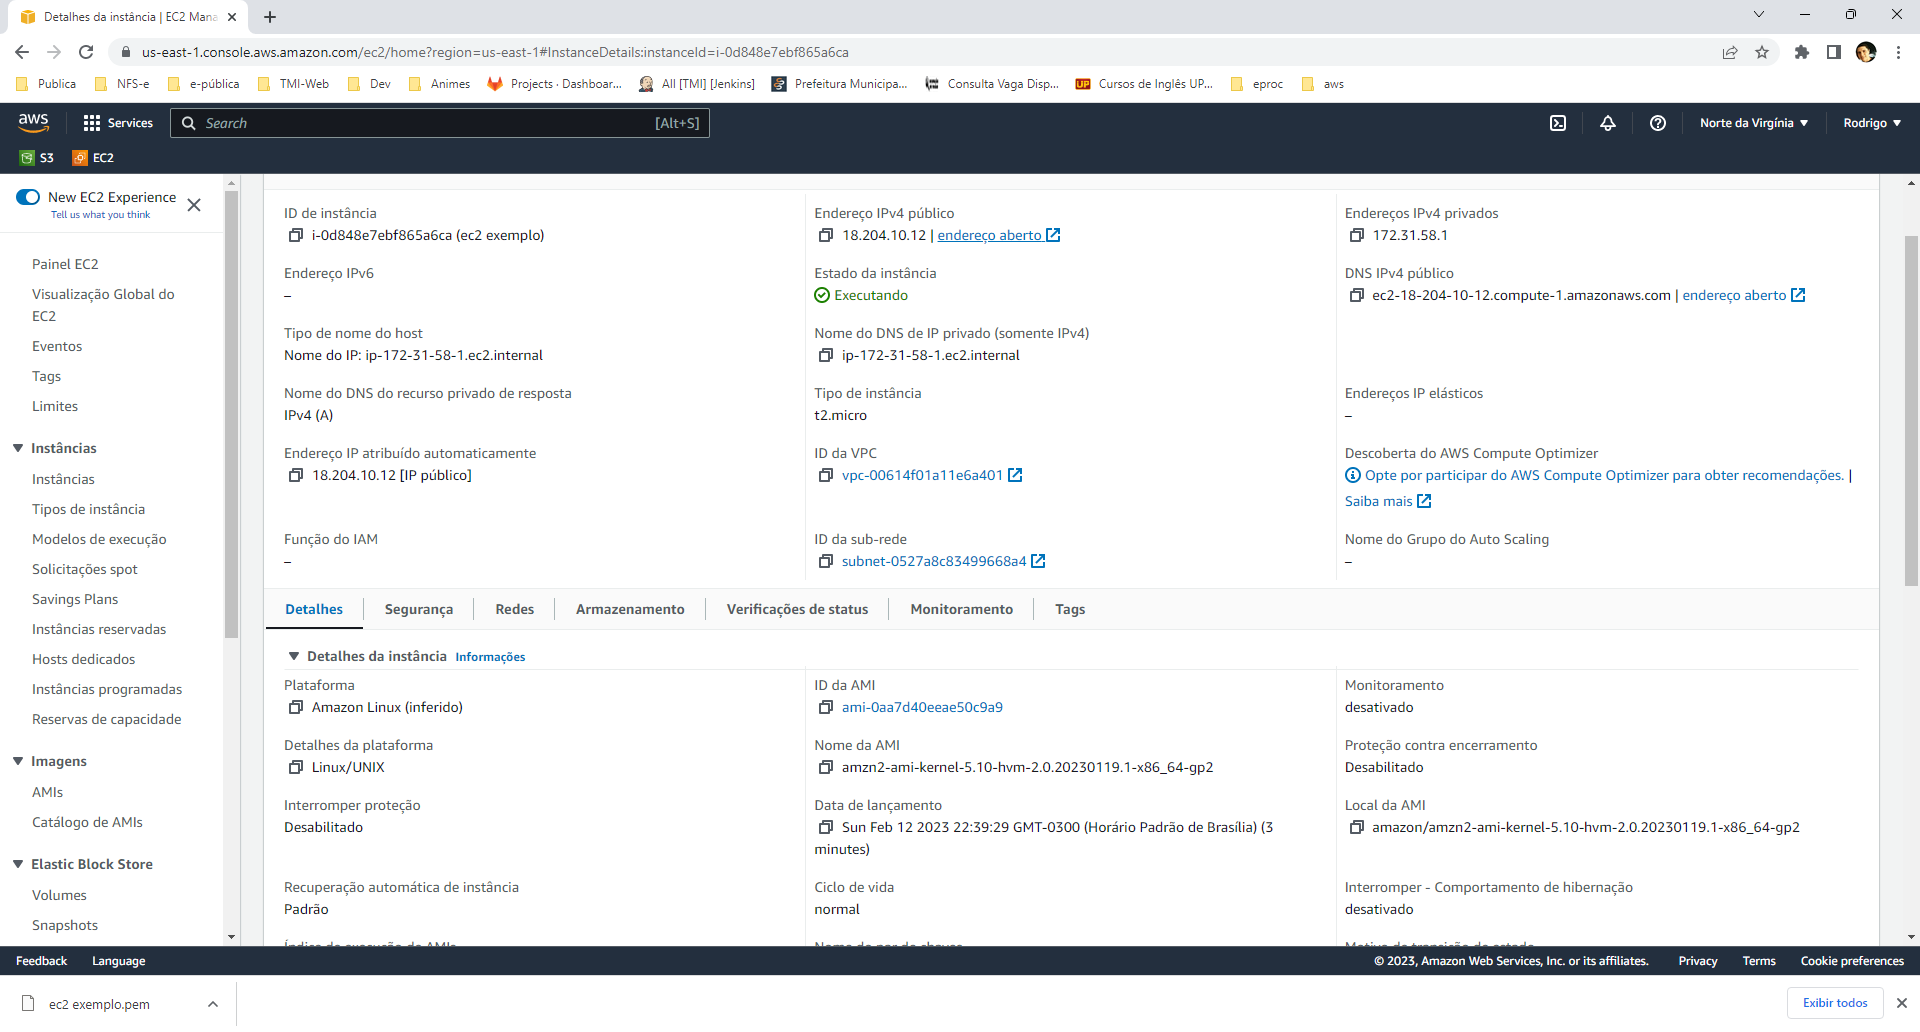 Detalhes da instância | EC2 Mana
us-east-1.console.aws.amazon.com/ec2/home?region=us-east-1#InstanceDetails:instanceId=i-0d848e7ebf865a6ca
Publica NFS-e e-pública TMI-Web Dev Animes Projects · Dashboar... All [TMI] [Jenkins] Prefeitura Municipa... Consulta Vaga Disp... UP Cursos de Inglês UP... eproc aws
aws Services Search [Alt+S] Norte da Virgínia Rodrigo
S3 EC2
New EC2 Experience
Tell us what you think
Painel EC2
Visualização Global do
EC2
Eventos
Tags
Limites
Instâncias
Instâncias
Tipos de instância
Modelos de execução
Solicitações spot
Savings Plans
Instâncias reservadas
Hosts dedicados
Instâncias programadas
Reservas de capacidade
Imagens
AMIs
Catálogo de AMIs
Elastic Block Store
Volumes
Snapshots
ID de instância
i-0d848e7ebf865a6ca (ec2 exemplo)
Endereço IPv4 público
18.204.10.12 | endereço aberto
Endereços IPv4 privados
172.31.58.1
Endereço IPv6
–
Estado da instância
Executando
DNS IPv4 público
ec2-18-204-10-12.compute-1.amazonaws.com | endereço aberto
Tipo de nome do host
Nome do IP: ip-172-31-58-1.ec2.internal
Nome do DNS de IP privado (somente IPv4)
ip-172-31-58-1.ec2.internal
Nome do DNS do recurso privado de resposta
IPv4 (A)
Tipo de instância
t2.micro
Endereços IP elásticos
–
Endereço IP atribuído automaticamente
18.204.10.12 [IP público]
ID da VPC
vpc-00614f01a11e6a401
Descoberta do AWS Compute Optimizer
Opte por participar do AWS Compute Optimizer para obter recomendações. |
Saiba mais
Função do IAM
–
ID da sub-rede
subnet-0527a8c83499668a4
Nome do Grupo do Auto Scaling
–
Detalhes Segurança Redes Armazenamento Verificações de status Monitoramento Tags
Detalhes da instância Informações
Plataforma
Amazon Linux (inferido)
ID da AMI
ami-0aa7d40eeae50c9a9
Monitoramento
desativado
Detalhes da plataforma
Linux/UNIX
Nome da AMI
amzn2-ami-kernel-5.10-hvm-2.0.20230119.1-x86_64-gp2
Proteção contra encerramento
Desabilitado
Interromper proteção
Desabilitado
Data de lançamento
Sun Feb 12 2023 22:39:29 GMT-0300 (Horário Padrão de Brasília) (3
minutes)
Local da AMI
amazon/amzn2-ami-kernel-5.10-hvm-2.0.20230119.1-x86_64-gp2
Recuperação automática de instância
Padrão
Ciclo de vida
normal
Interromper - Comportamento de hibernação
desativado
Feedback Language © 2023, Amazon Web Services, Inc. or its affiliates. Privacy Terms Cookie preferences
ec2 exemplo.pem Exibir todos